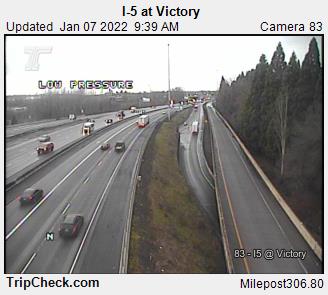 I-5 at Victory
Updated  Jan 07 2022  9:39 AM
Camera 83
T
LOW PRESSURE
N
83 - I5 @ Victory
TripCheck.com
Milepost306.80